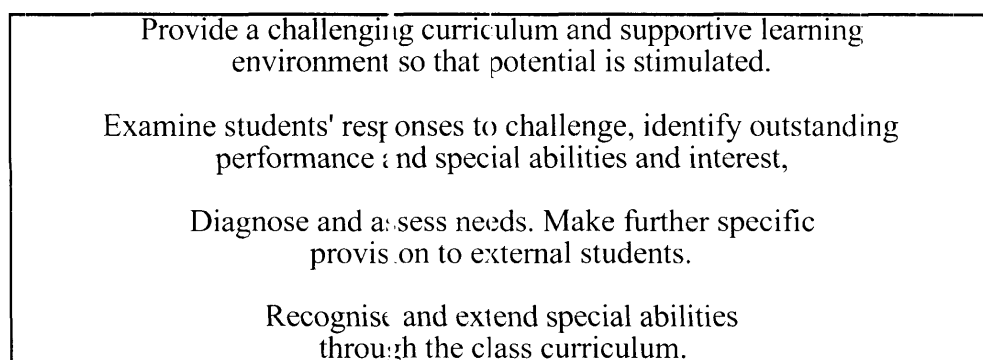 Provide a challenging curriculum and supportive learning
environment so that potential is stimulated.
Examine students' responses to challenge, identify outstanding
performance and special abilities and interest,
Diagnose and assess needs. Make further specific
provision to external students.
Recognise and extend special abilities
through the class curriculum.